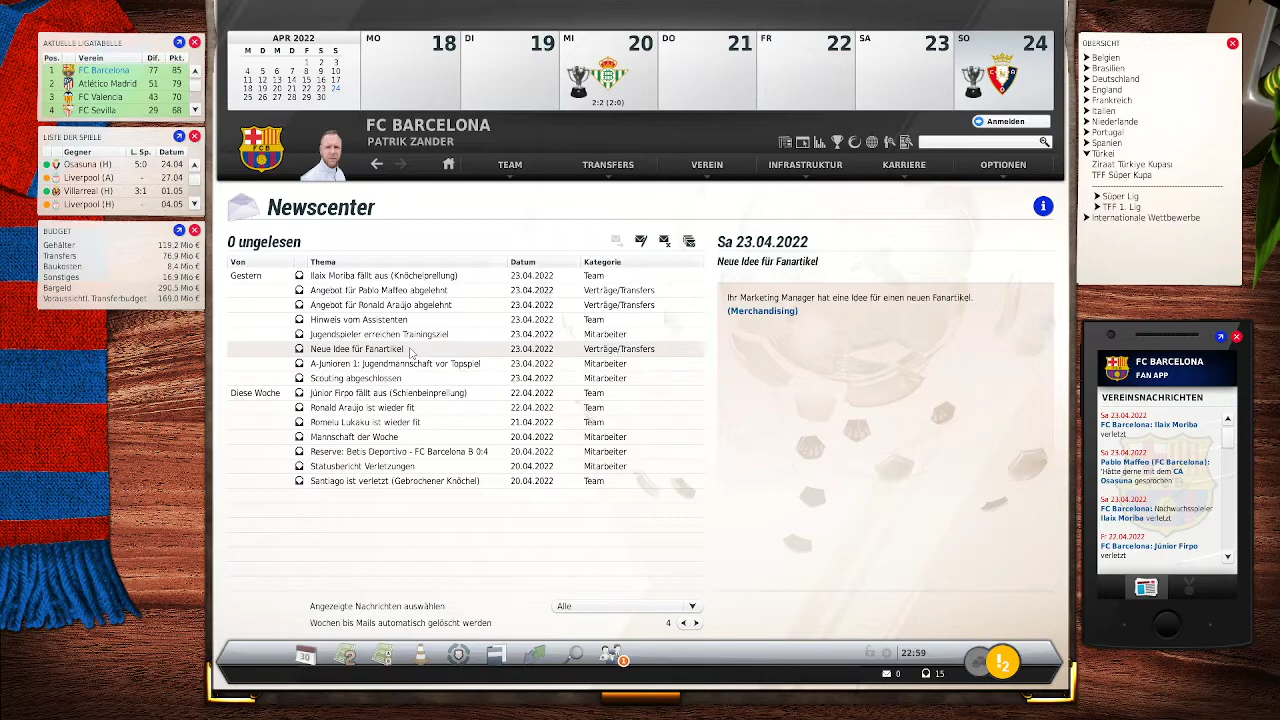 AKTUELLE LIGATABELLE
Pos. Verein Dif. Pkt.
1 FC Barcelona 77 85
2 Atlético Madrid 51 79
3 FC Valencia 43 70
4 FC Sevilla 29 68
LISTE DER SPIELE
Gegner L. Sp. Datum
Osasuna (H) 5:0 24.04
Liverpool (A) - 27.04
Villarreal (H) 3:1 01.05
Liverpool (H) - 04.05
BUDGET
Gehälter 119.2 Mio €
Transfers 76.9 Mio €
Baukosten 8.4 Mio €
Sonstiges 16.9 Mio €
Bargeld 290.5 Mio €
Voraussichtl. Transferbudget 169.0 Mio €
APR 2022
M D M D F S S
1 2 3
4 5 6 7 8 9 10
11 12 13 14 15 16 17
18 19 20 21 22 23 24
25 26 27 28 29 30
MO 18
DI 19
MI 20
2:2 (2:0)
DO 21
FR 22
SA 23
SO 24
FC BARCELONA
PATRIK ZANDER
Anmelden
TEAM TRANSFERS VEREIN INFRASTRUKTUR KARRIERE OPTIONEN
Newscenter
0 ungelesen
Von Thema Datum Kategorie
Gestern Ilaix Moriba fällt aus (Knöchelprellung) 23.04.2022 Team
Angebot für Pablo Maffeo abgelehnt 23.04.2022 Verträge/Transfers
Angebot für Ronald Araújo abgelehnt 23.04.2022 Verträge/Transfers
Hinweis vom Assistenten 23.04.2022 Team
Jugendspieler erreichen Trainingsziel 23.04.2022 Mitarbeiter
Neue Idee für Fanartikel 23.04.2022 Verträge/Transfers
A-Junioren 1: Jugendmannschaft vor Topspiel 23.04.2022 Mitarbeiter
Scouting abgeschlossen 23.04.2022 Mitarbeiter
Diese Woche Júnior Firpo fällt aus (Schienbeinprellung) 22.04.2022 Team
Ronald Araújo ist wieder fit 22.04.2022 Team
Romelu Lukaku ist wieder fit 21.04.2022 Team
Mannschaft der Woche 20.04.2022 Mitarbeiter
Reserve: Betis Deportivo - FC Barcelona B 0:4 20.04.2022 Mitarbeiter
Statusbericht Verletzungen 20.04.2022 Mitarbeiter
Santiago ist verletzt (Gebrochener Knöchel) 20.04.2022 Team
Angezeigte Nachrichten auswählen Alle
Wochen bis Mails automatisch gelöscht werden 4
Sa 23.04.2022
Neue Idee für Fanartikel
Ihr Marketing Manager hat eine Idee für einen neuen Fanartikel.
(Merchandising)
30
1
22:59
!2
0 15
ÜBERSICHT
Belgien
Brasilien
Deutschland
England
Frankreich
Italien
Niederlande
Portugal
Spanien
Türkei
Ziraat Türkiye Kupası
TFF Süper Kupa
Süper Lig
TFF 1. Lig
Internationale Wettbewerbe
FC BARCELONA
FAN APP
VEREINSNACHRICHTEN
Sa 23.04.2022
FC Barcelona: Ilaix Moriba
verletzt
Sa 23.04.2022
Pablo Maffeo (FC Barcelona):
'Hätte gerne mit dem CA
Osasuna gesprochen'
Sa 23.04.2022
FC Barcelona: Nachwuchsspieler
Ilaix Moriba verletzt
Fr 22.04.2022
FC Barcelona: Júnior Firpo
verletzt